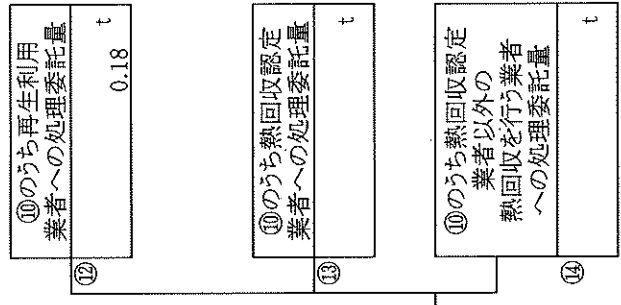 ⑩のうち再生利用
業者への処理委託量
0.18 t
⑫
⑩のうち熱回収認定
業者への処理委託量
t
⑬
⑩のうち熱回収認定
業者以外の
熱回収を行う業者
への処理委託量
t
⑭